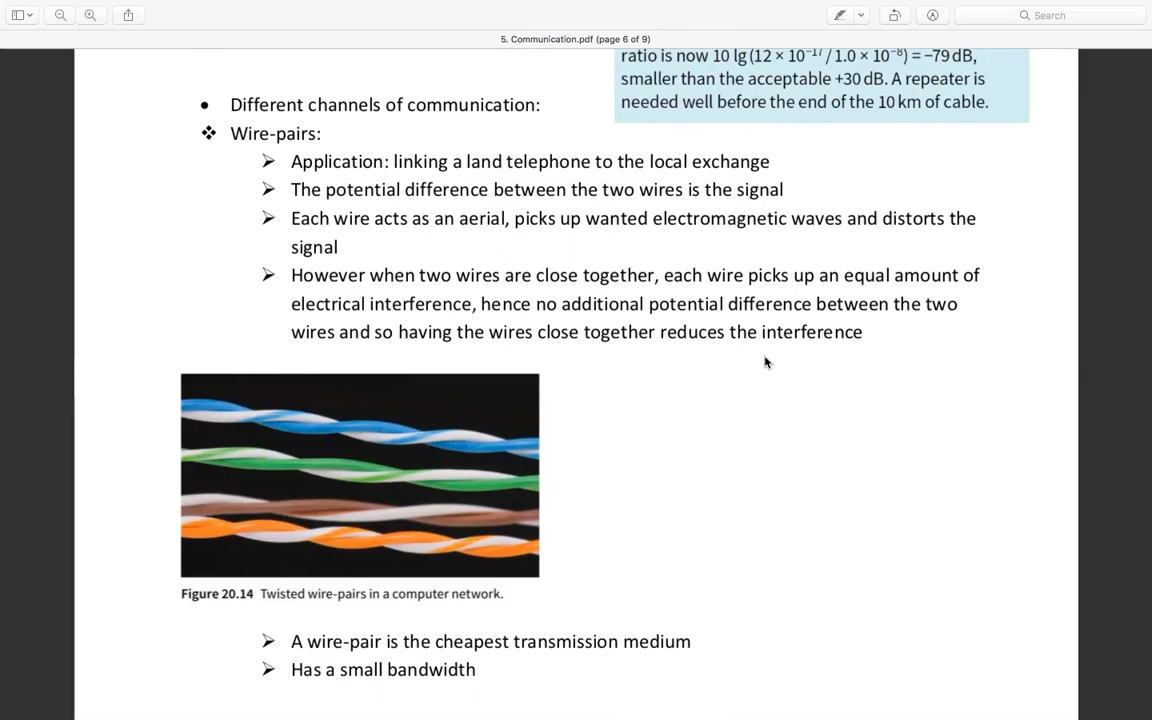 Search
5. Communication.pdf (page 6 of 9)
ratio is now 10 lg (12 × 10⁻¹⁷ / 1.0 × 10⁻⁸) = −79 dB,
smaller than the acceptable +30 dB. A repeater is
needed well before the end of the 10 km of cable.
• Different channels of communication:
❖ Wire-pairs:
➢ Application: linking a land telephone to the local exchange
➢ The potential difference between the two wires is the signal
➢ Each wire acts as an aerial, picks up wanted electromagnetic waves and distorts the
signal
➢ However when two wires are close together, each wire picks up an equal amount of
electrical interference, hence no additional potential difference between the two
wires and so having the wires close together reduces the interference
Figure 20.14 Twisted wire-pairs in a computer network.
➢ A wire-pair is the cheapest transmission medium
➢ Has a small bandwidth